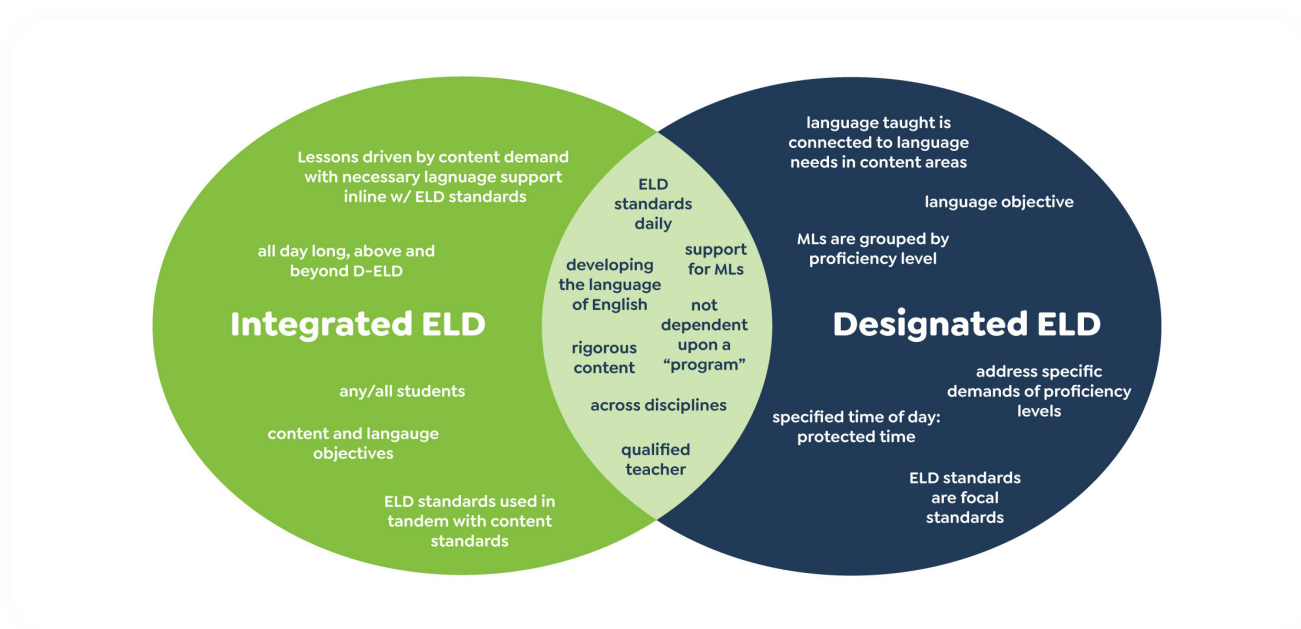 Lessons driven by content demand
with necessary lagnuage support
inline w/ ELD standards
all day long, above and
beyond D-ELD
Integrated ELD
any/all students
content and langauge
objectives
ELD standards used in
tandem with content
standards
ELD
standards
daily
support
for MLs
developing
the language
of English
not
dependent
upon a
“program”
rigorous
content
across disciplines
qualified
teacher
language taught is
connected to language
needs in content areas
language objective
MLs are grouped by
proficiency level
Designated ELD
address specific
demands of proficiency
levels
specified time of day:
protected time
ELD standards
are focal
standards